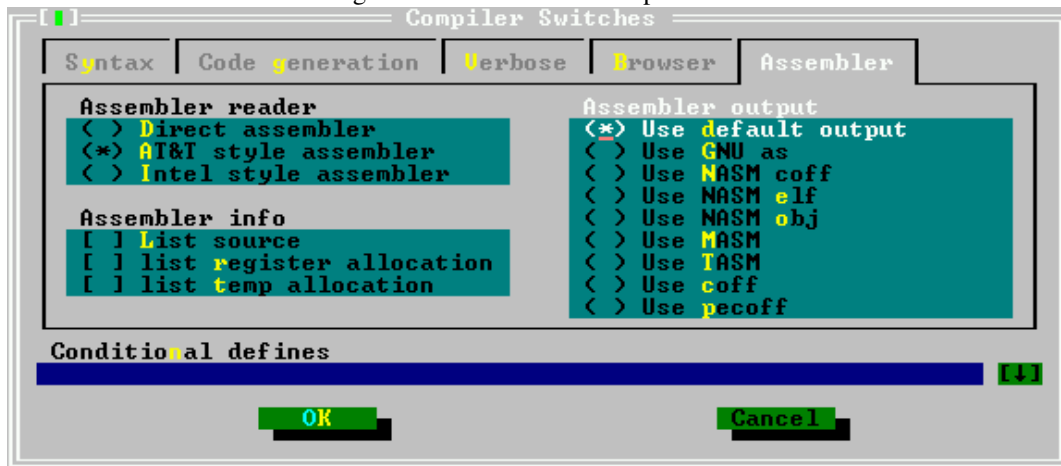 [ ] Compiler Switches
Syntax Code generation Verbose Browser Assembler
Assembler reader
( ) Direct assembler
(*) AT&T style assembler
( ) Intel style assembler
Assembler info
[ ] List source
[ ] list register allocation
[ ] list temp allocation
Assembler output
(*) Use default output
( ) Use GNU as
( ) Use NASM coff
( ) Use NASM elf
( ) Use NASM obj
( ) Use MASM
( ) Use TASM
( ) Use coff
( ) Use pecoff
Conditional defines
[↓]
OK Cancel